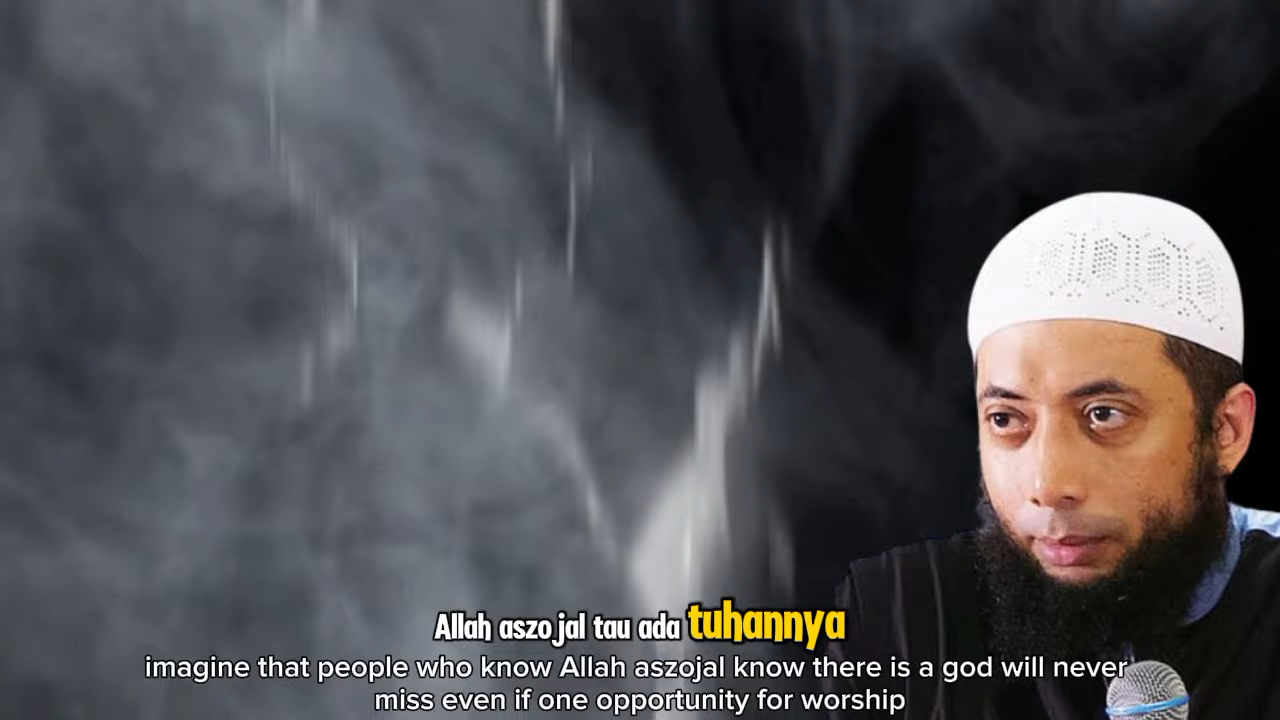 Allah aszojal tau ada tuhannya
imagine that people who know Allah aszojal know there is a god will never
miss even if one opportunity for worship